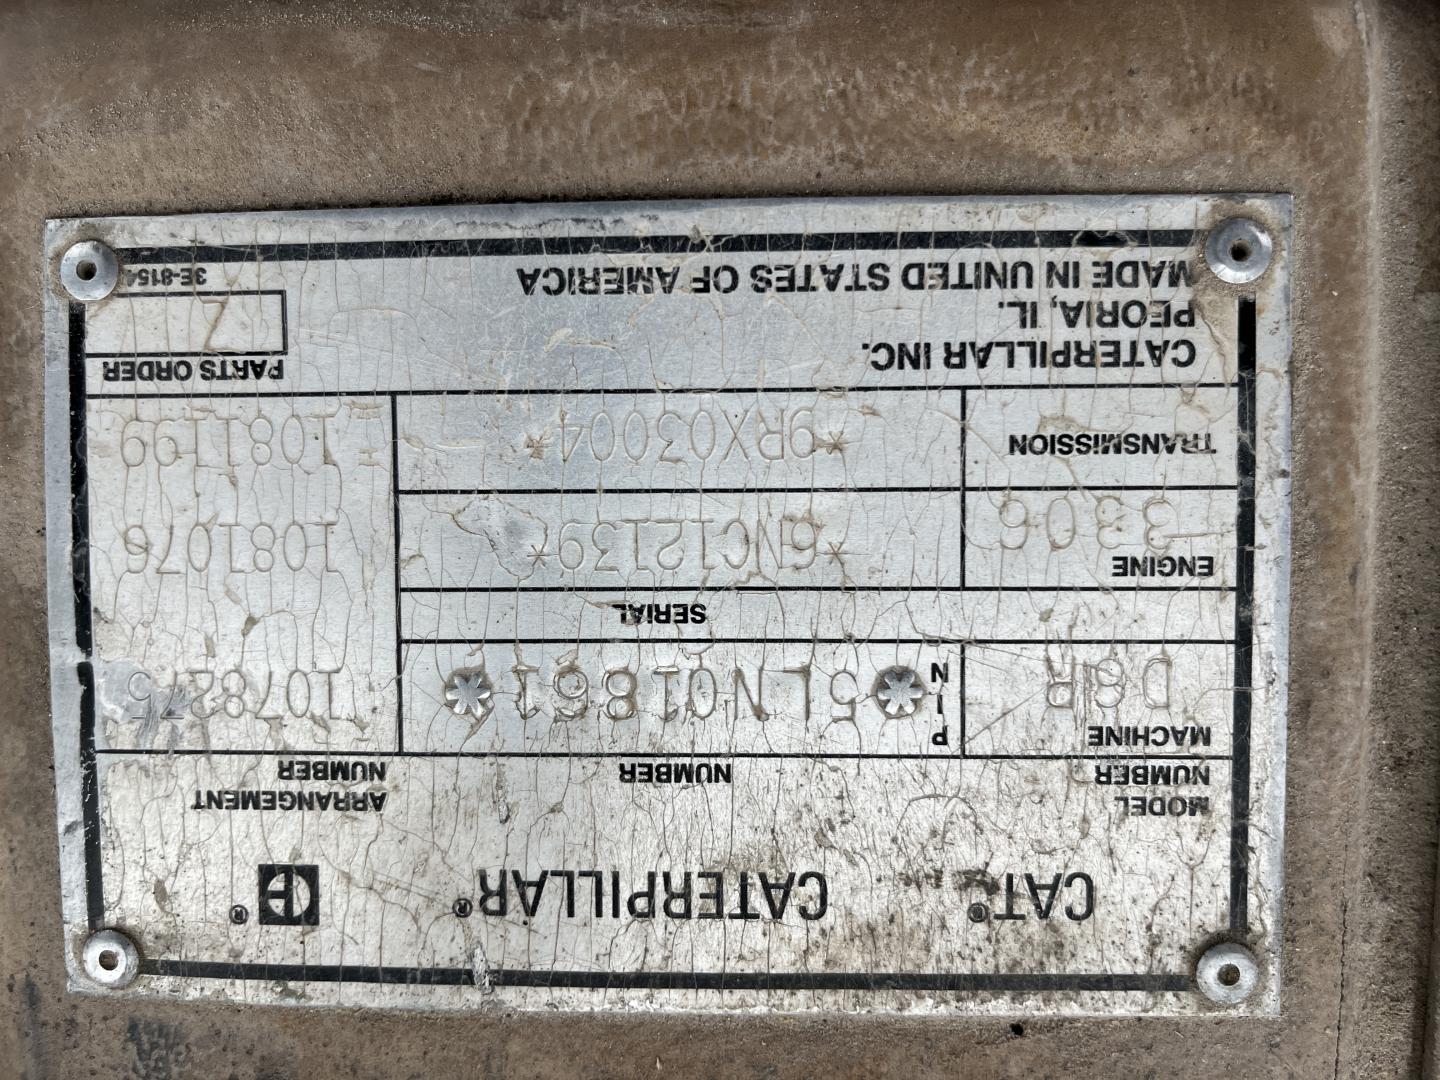 CAT® CATERPILLAR® ®
MODEL NUMBER NUMBER ARRANGEMENT NUMBER
MACHINE D6R PIN *5LN01861* 1078275
SERIAL
ENGINE 3306 *6NC12139* 1081076
TRANSMISSION *9RX03004* 1081199
CATERPILLAR INC. PARTS ORDER
PEORIA, IL. Z
MADE IN UNITED STATES OF AMERICA 3E-8154